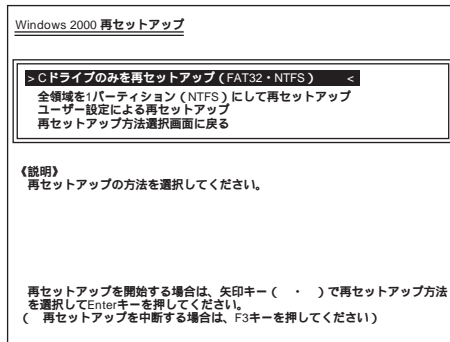 Windows 2000 再セットアップ
>Cドライブのみを再セットアップ(FAT32・NTFS) <
全領域を1パーティション(NTFS)にして再セットアップ
ユーザー設定による再セットアップ
再セットアップ方法選択画面に戻る
《説明》
再セットアップの方法を選択してください。
再セットアップを開始する場合は、矢印キー( ・ )で再セットアップ方法
を選択してEnterキーを押してください。
( 再セットアップを中断する場合は、F3キーを押してください)